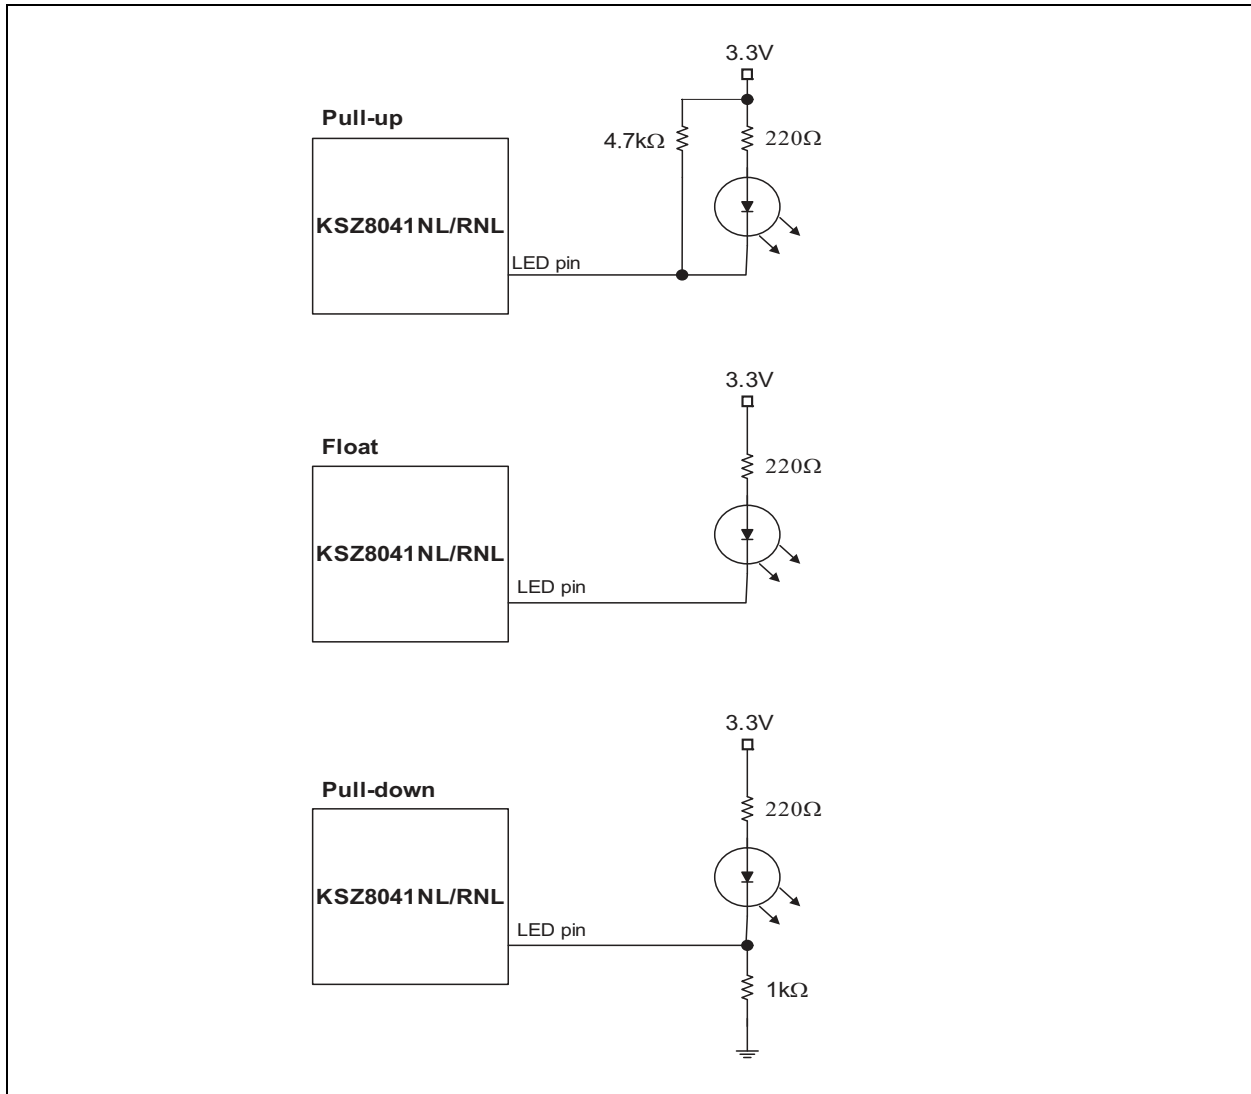 3.3V
Pull-up
4.7kΩ
220Ω
KSZ8041NL/RNL
LED pin
3.3V
Float
220Ω
KSZ8041NL/RNL
LED pin
3.3V
Pull-down
220Ω
KSZ8041NL/RNL
LED pin
1kΩ